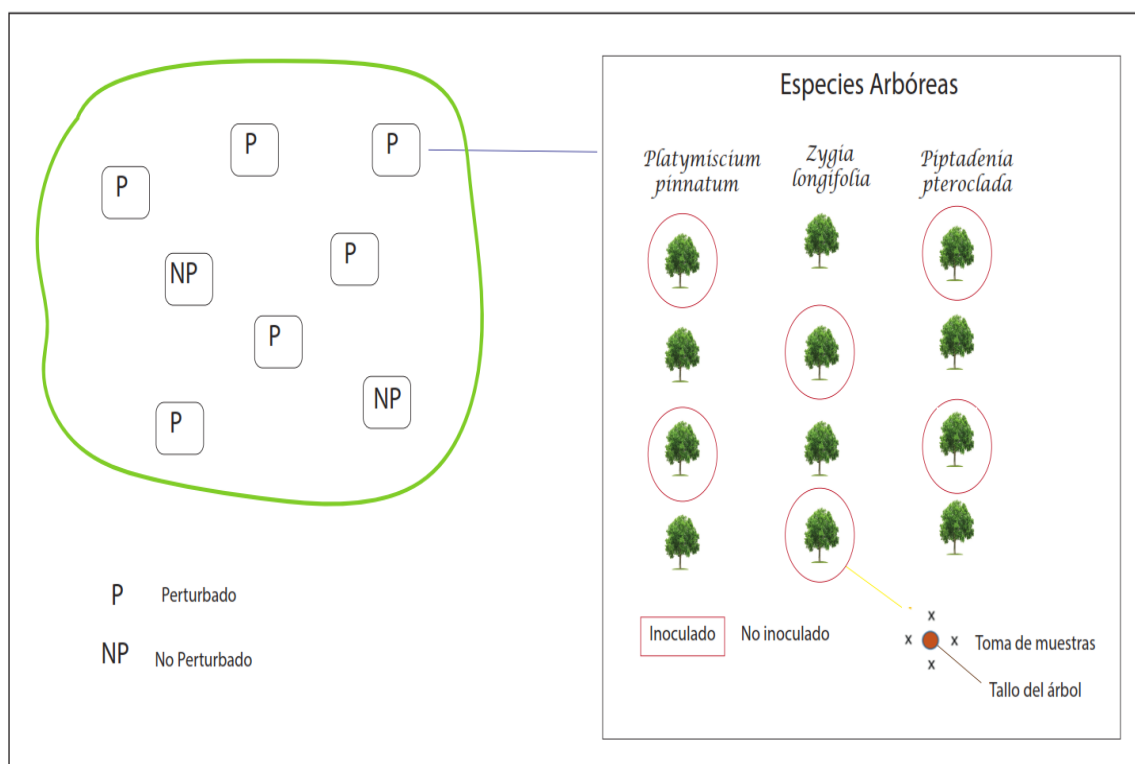 P
P
P
NP
P
P
NP
P
P Perturbado
NP No Perturbado
Especies Arbóreas
Platymiscium
pinnatum
Zygia
longifolia
Piptadenia
pteroclada
Inoculado No inoculado
x
x x Toma de muestras
x
Tallo del árbol